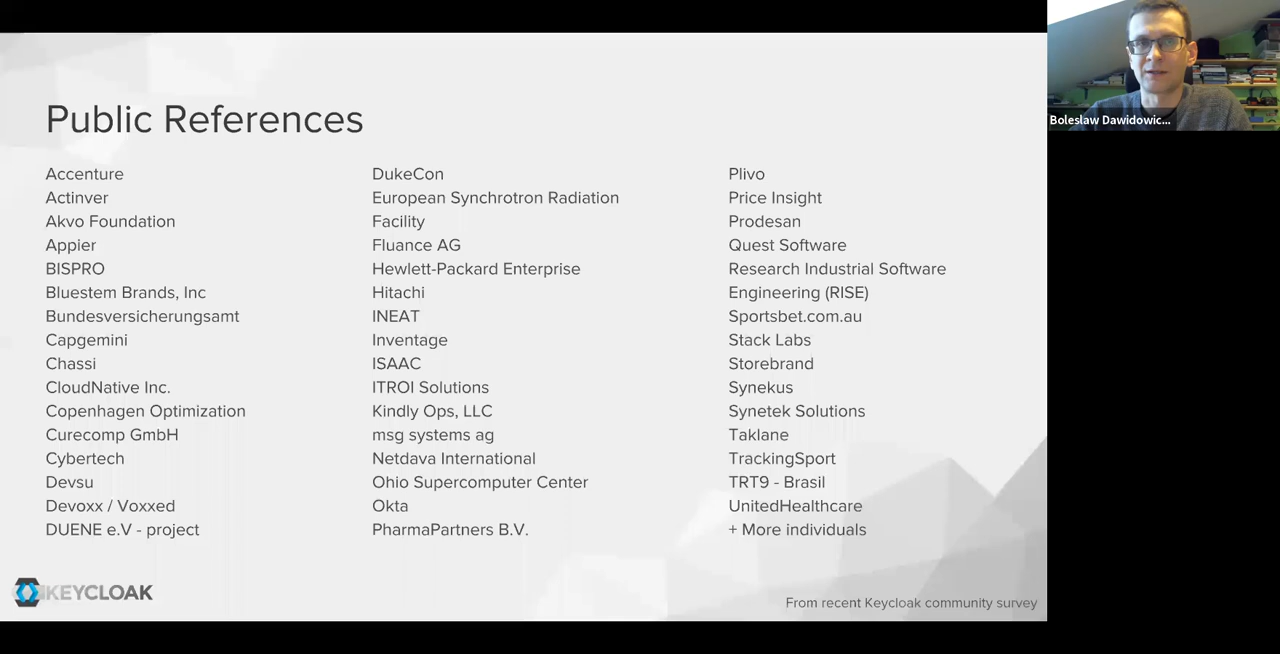 Public References
Accenture
Actinver
Akvo Foundation
Appier
BISPRO
Bluestem Brands, Inc
Bundesversicherungsamt
Capgemini
Chassi
CloudNative Inc.
Copenhagen Optimization
Curecomp GmbH
Cybertech
Devsu
Devoxx / Voxxed
DUENE e.V - project
DukeCon
European Synchrotron Radiation
Facility
Fluance AG
Hewlett-Packard Enterprise
Hitachi
INEAT
Inventage
ISAAC
ITROI Solutions
Kindly Ops, LLC
msg systems ag
Netdava International
Ohio Supercomputer Center
Okta
PharmaPartners B.V.
Plivo
Price Insight
Prodesan
Quest Software
Research Industrial Software
Engineering (RISE)
Sportsbet.com.au
Stack Labs
Storebrand
Synekus
Synetek Solutions
Taklane
TrackingSport
TRT9 - Brasil
UnitedHealthcare
+ More individuals
KEYCLOAK
From recent Keycloak community survey
Boleslaw Dawidowic...